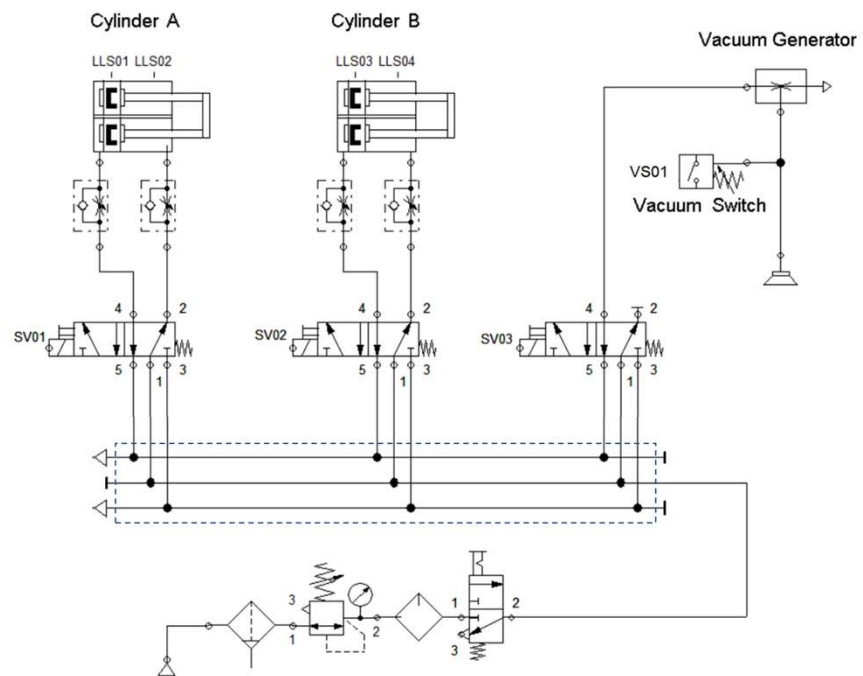 Cylinder A
Cylinder B
Vacuum Generator
LLS01 LLS02
LLS03 LLS04
VS01
Vacuum Switch
4 2
4 2
4 2
SV01
SV02
SV03
5 1 3
5 1 3
5 1 3
3
1 2
1 2
3